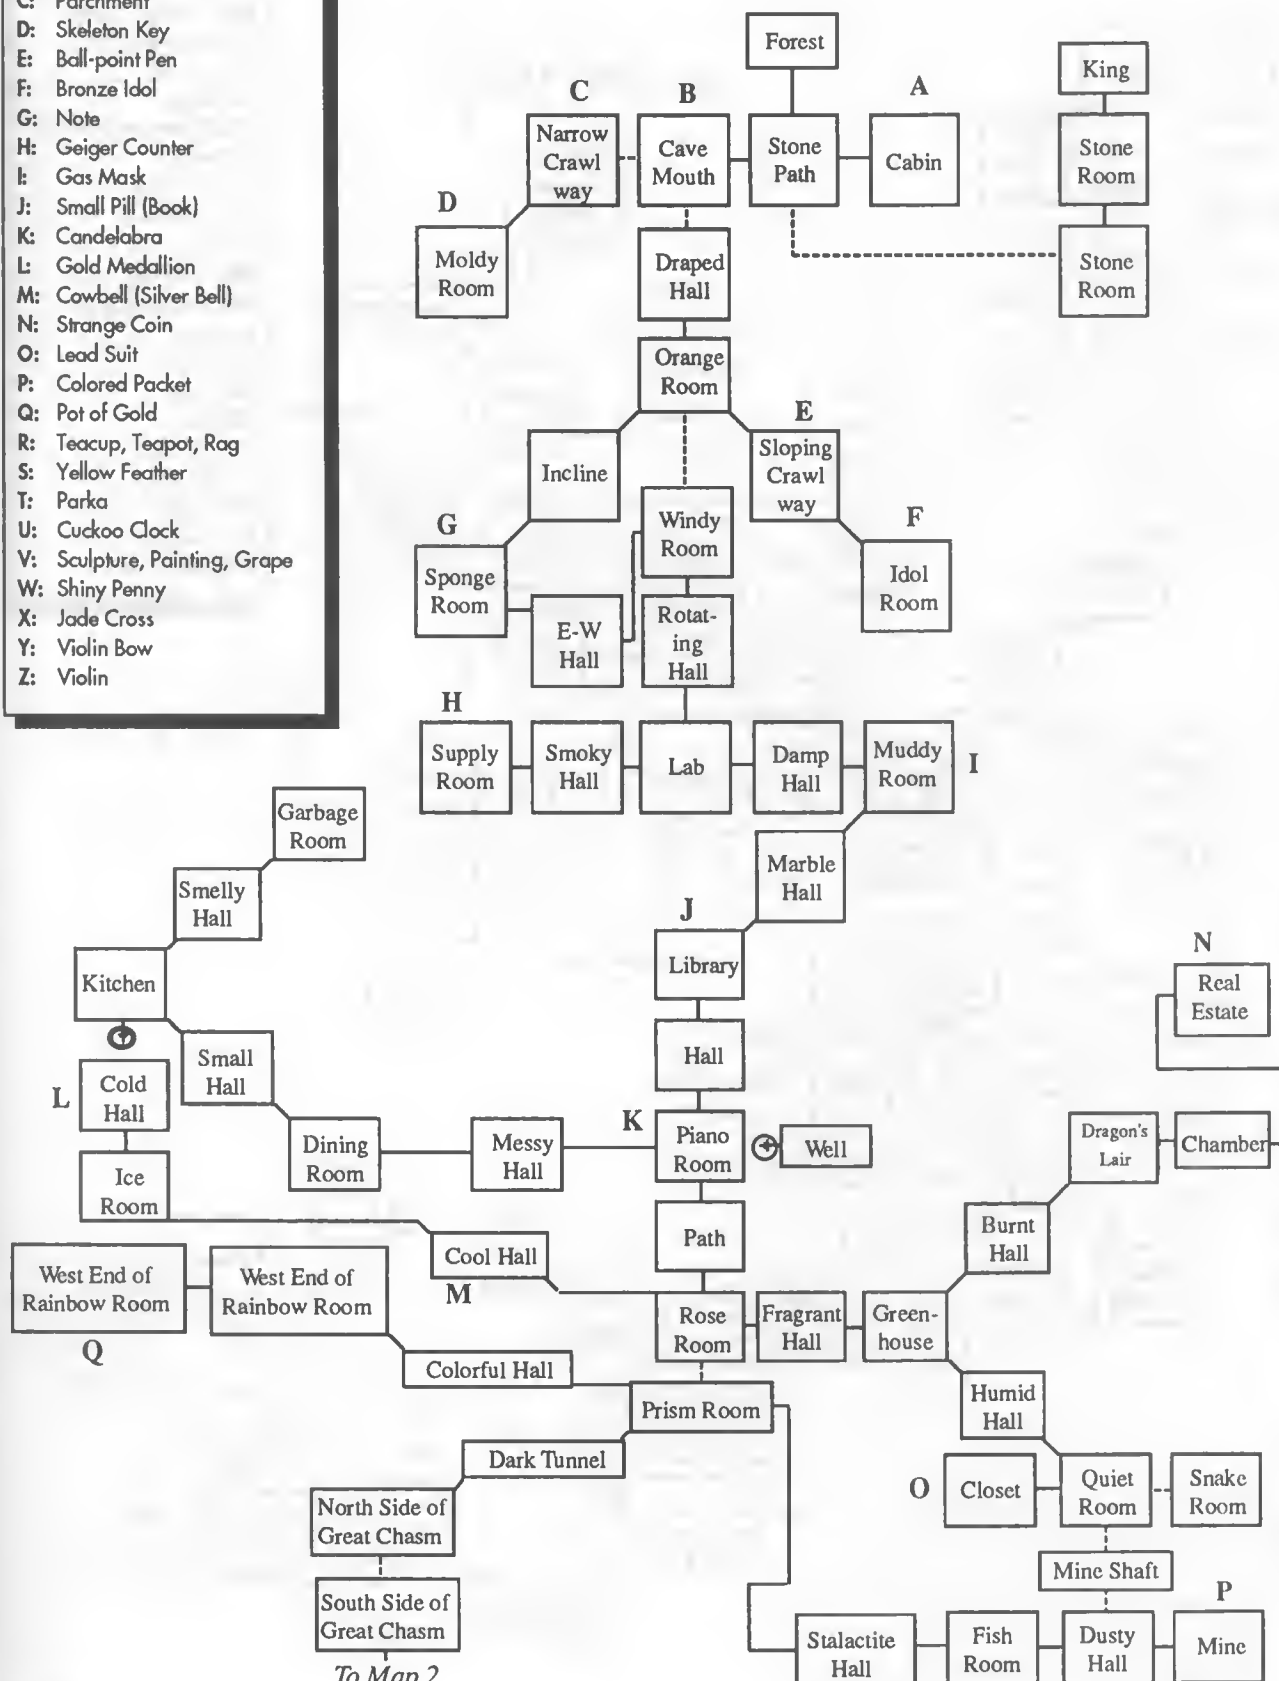 C: Parchment
D: Skeleton Key
E: Ball-point Pen
F: Bronze Idol
G: Note
H: Geiger Counter
I: Gas Mask
J: Small Pill (Book)
K: Candelabra
L: Gold Medallion
M: Cowbell (Silver Bell)
N: Strange Coin
O: Lead Suit
P: Colored Packet
Q: Pot of Gold
R: Teacup, Teapot, Rag
S: Yellow Feather
T: Parka
U: Cuckoo Clock
V: Sculpture, Painting, Grape
W: Shiny Penny
X: Jade Cross
Y: Violin Bow
Z: Violin
Forest
King
C
B
A
Narrow
Crawl
way
Cave
Mouth
Stone
Path
Cabin
Stone
Room
D
Moldy
Room
Draped
Hall
Stone
Room
Orange
Room
E
Incline
Sloping
Crawl
way
G
Windy
Room
F
Sponge
Room
Idol
Room
E-W
Hall
Rotat-
ing
Hall
H
Supply
Room
Smoky
Hall
Lab
Damp
Hall
Muddy
Room
I
Garbage
Room
Marble
Hall
Smelly
Hall
J
Library
N
Kitchen
Real
Estate
Small
Hall
Hall
L
Cold
Hall
K
Dining
Room
Messy
Hall
Piano
Room
Well
Dragon's
Lair
Chamber
Ice
Room
Path
Burnt
Hall
Cool Hall
M
West End of
Rainbow Room
West End of
Rainbow Room
Q
Rose
Room
Fragrant
Hall
Green-
house
Colorful Hall
Prism Room
Humid
Hall
Dark Tunnel
O
Closet
Quiet
Room
Snake
Room
North Side of
Great Chasm
Mine Shaft
P
South Side of
Great Chasm
Stalactite
Hall
Fish
Room
Dusty
Hall
Mine
To Map 2